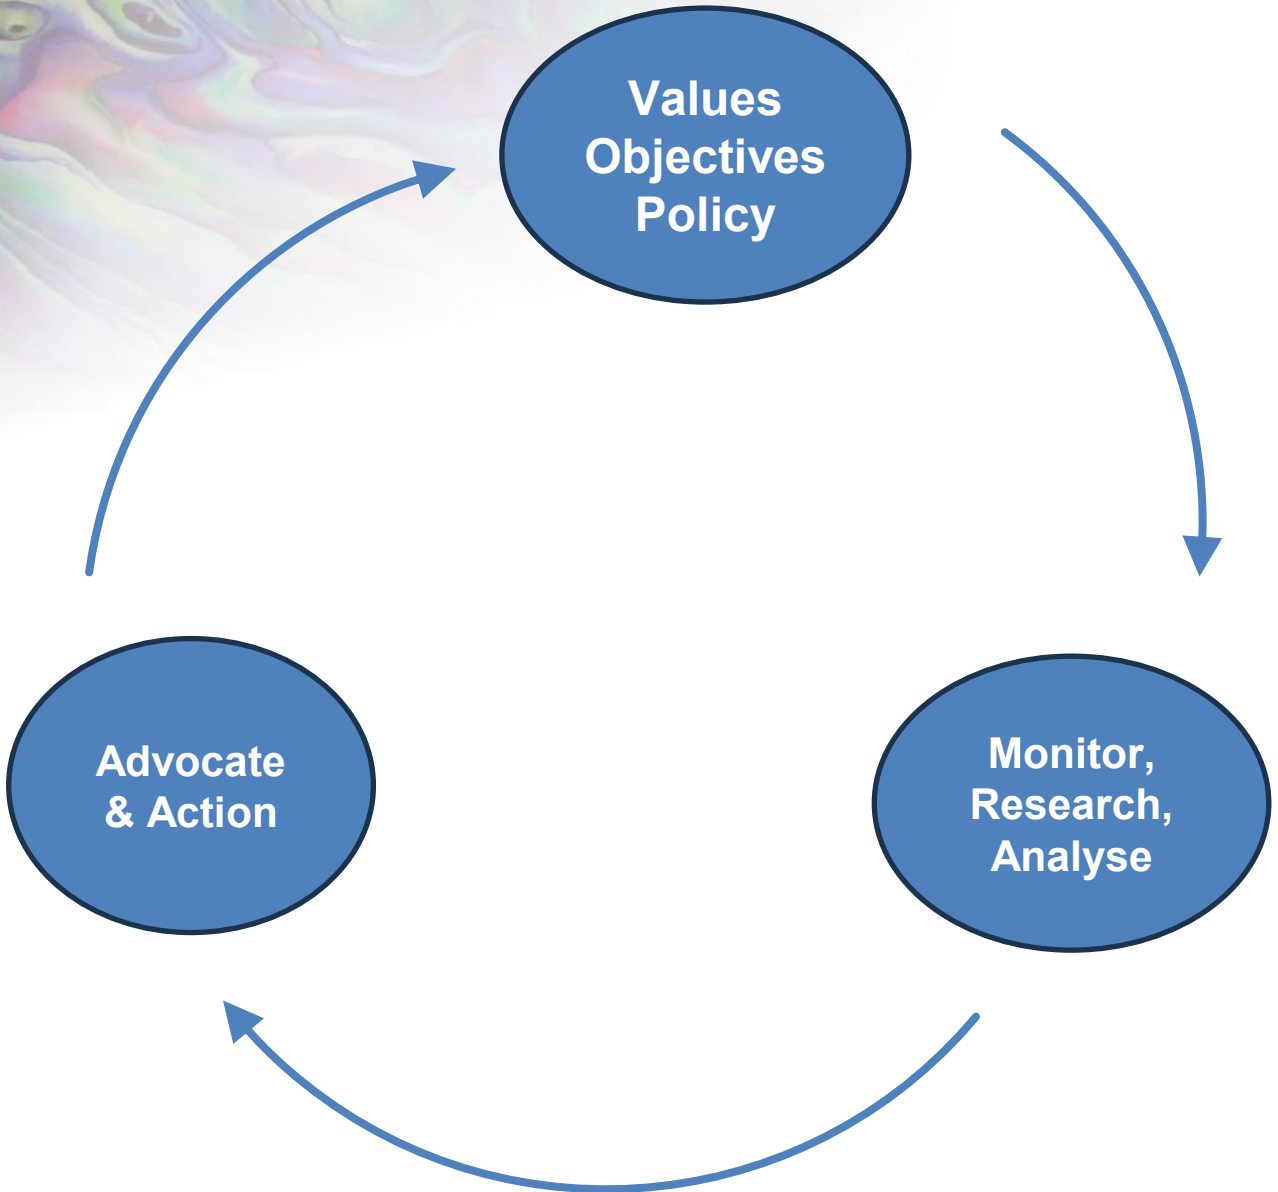 Values
Objectives
Policy
Advocate
& Action
Monitor,
Research,
Analyse